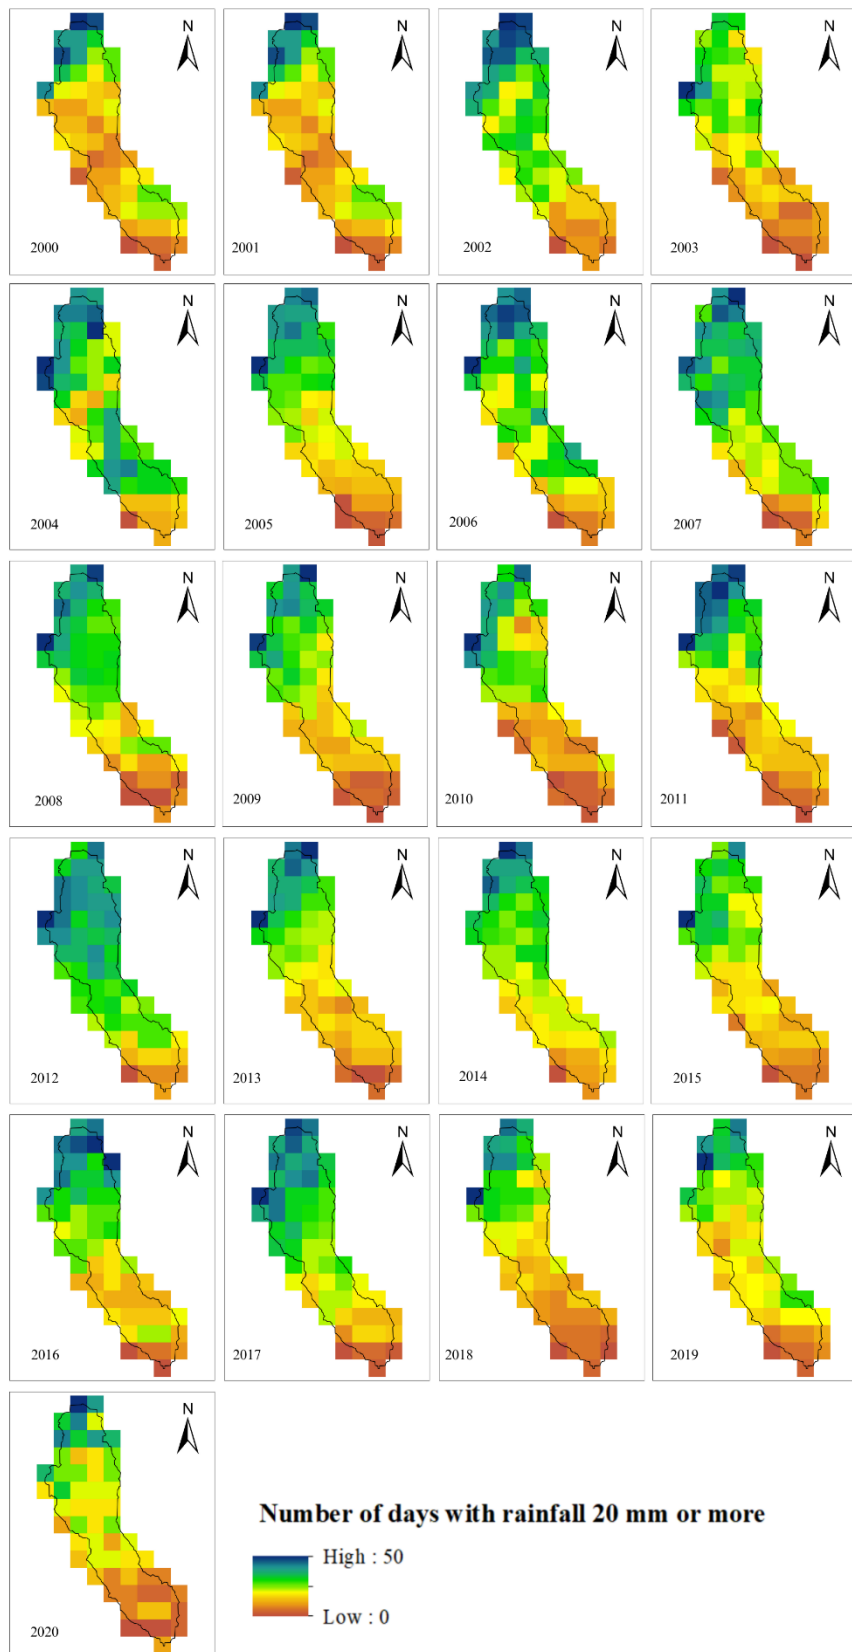 N N N N
2000 2001 2002 2003
N N N N
2004 2005 2006 2007
N N N N
2008 2009 2010 2011
N N N N
2012 2013 2014 2015
N N N N
2016 2017 2018 2019
N
2020
Number of days with rainfall 20 mm or more
High : 50
Low : 0